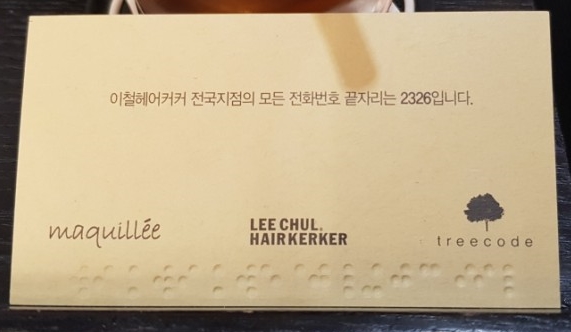 이철헤어커커 전국지점의 모든 전화번호 끝자리는 2326입니다.
maquillée
LEE CHUL.
HAIRKERKER
treecode